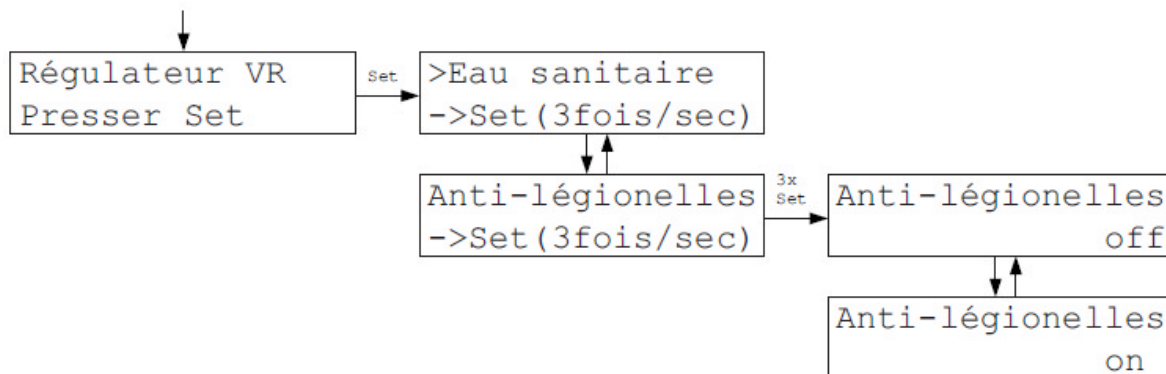 Régulateur VR
Presser Set
Set
>Eau sanitaire
->Set(3fois/sec)
Anti-légionelles
->Set(3fois/sec)
3x
Set
Anti-légionelles
off
Anti-légionelles
on